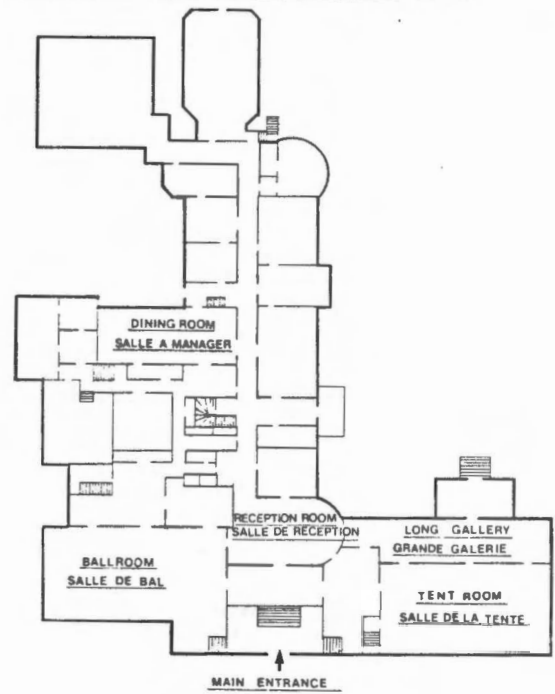 DINING ROOM
SALLE A MANAGER
RECEPTION ROOM
SALLE DE RECEPTION
LONG GALLERY
GRANDE GALERIE
BALLROOM
SALLE DE BAL
TENT ROOM
SALLE DE LA TENTE
MAIN ENTRANCE